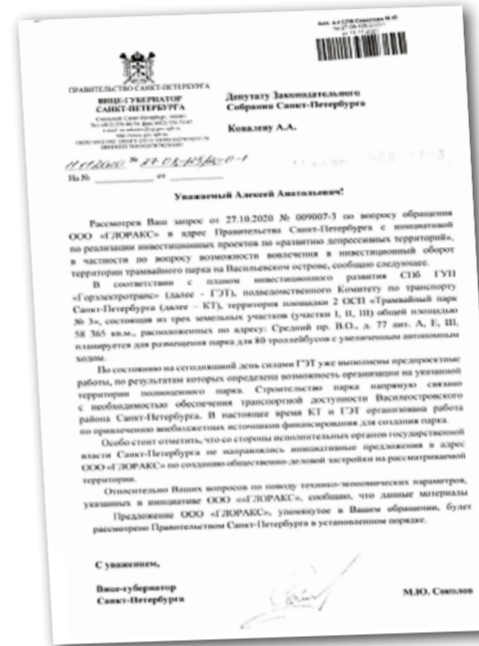 ПРАВИТЕЛЬСТВО САНКТ-ПЕТЕРБУРГА
ВИЦЕ-ГУБЕРНАТОР
САНКТ-ПЕТЕРБУРГА
Депутату Законодательного
Собрания Санкт-Петербурга
Ковалеву А.А.
На № от
Уважаемый Алексей Анатольевич!
Рассмотрев Ваш запрос от 27.10.2020 № 009007-3 по вопросу обращения
ООО «ГЛОРАКС» в адрес Правительства Санкт-Петербурга с инициативой
по реализации инвестиционных проектов по «развитию депрессивных территорий»,
в частности по вопросу возможности вовлечения в инвестиционный оборот
территории трамвайного парка на Васильевском острове, сообщаю следующее.
В соответствии с планом инвестиционного развития СПб ГУП
«Горэлектротранс» (далее - ГЭТ), подведомственного Комитету по транспорту
Санкт-Петербурга (далее – КТ), территория площадки 2 ОСП «Трамвайный парк
№ 3», состоящая из трех земельных участков (участки I, II, III) общей площадью
58 365 кв.м., расположенных по адресу: Средний пр. В.О., д. 77 лит. А, Е, Ш,
планируется для размещения парка для 80 троллейбусов с увеличенным автономным
ходом.
По состоянию на сегодняшний день силами ГЭТ уже выполнены предпроектные
работы, по результатам которых определена возможность организации на указанной
территории полноценного парка. Строительство парка напрямую связано
с необходимостью обеспечения транспортной доступности Василеостровского
района Санкт-Петербурга. В настоящее время КТ и ГЭТ организована работа
по привлечению внебюджетных источников финансирования для создания парка.
Особо стоит отметить, что со стороны исполнительных органов государственной
власти Санкт-Петербурга не направлялись инициативные предложения в адрес
ООО «ГЛОРАКС» по созданию общественно-деловой застройки на рассматриваемой
территории.
Относительно Ваших вопросов по поводу технико-экономических параметров,
указанных в инициативе ООО ««ГЛОРАКС», сообщаю, что данные материалы
Предложение ООО «ГЛОРАКС», упомянутое в Вашем обращении, будет
рассмотрено Правительством Санкт-Петербурга в установленном порядке.
С уважением,
Вице-губернатор
Санкт-Петербурга
М.Ю. Соколов